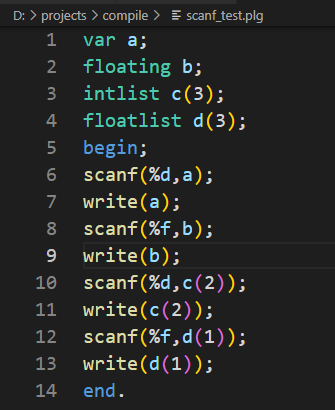 D: > projects > compile > scanf_test.plg
1 var a;
2 floating b;
3 intlist c(3);
4 floatlist d(3);
5 begin;
6 scanf(%d,a);
7 write(a);
8 scanf(%f,b);
9 write(b);
10 scanf(%d,c(2));
11 write(c(2));
12 scanf(%f,d(1));
13 write(d(1));
14 end.